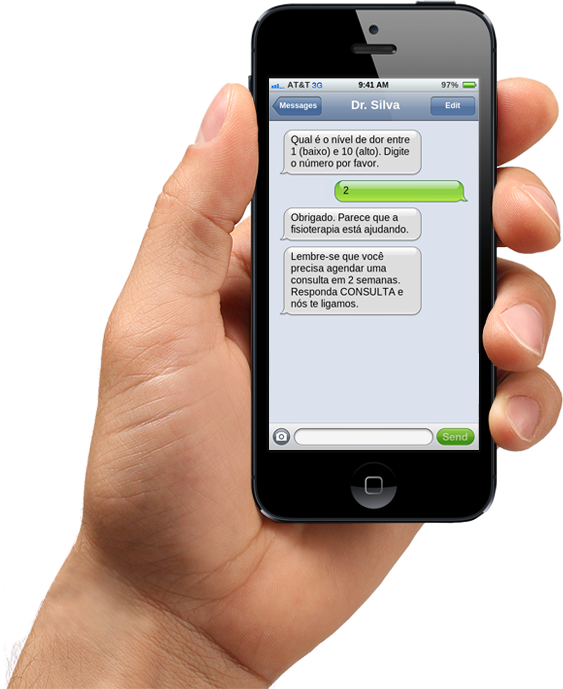 AT&T 3G 9:41 AM 97%
Messages Dr. Silva Edit
Qual é o nível de dor entre
1 (baixo) e 10 (alto). Digite
o número por favor.
2
Obrigado. Parece que a
fisioterapia está ajudando.
Lembre-se que você
precisa agendar uma
consulta em 2 semanas.
Responda CONSULTA e
nós te ligamos.
Send